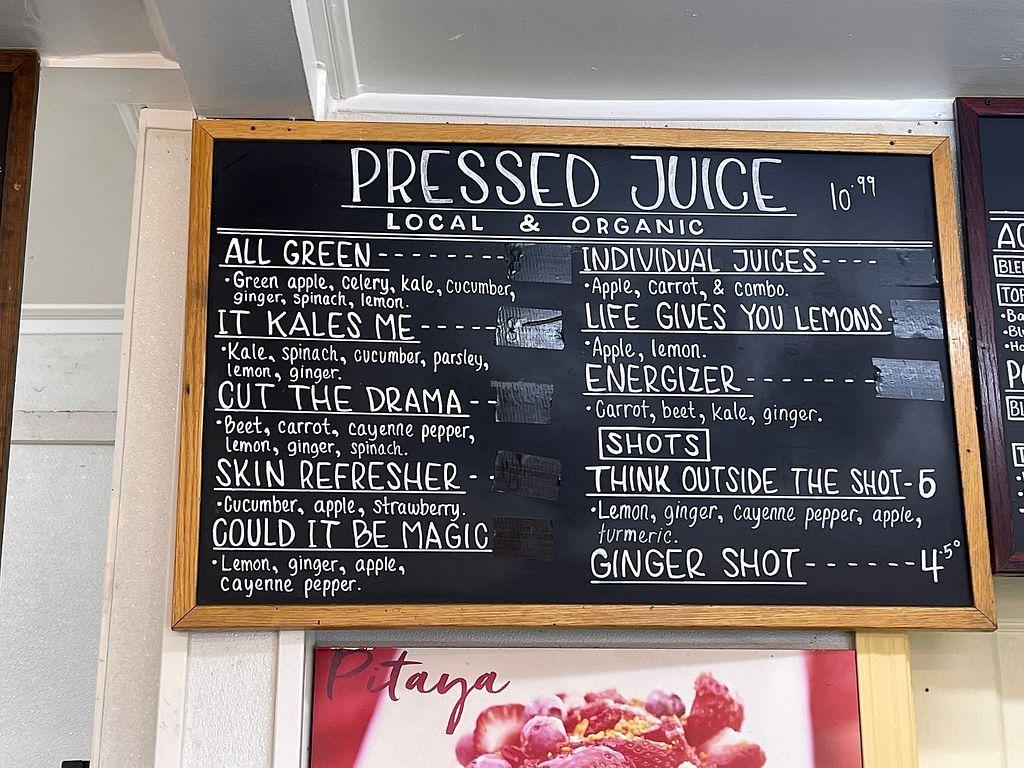 PRESSED JUICE 10.99
LOCAL & ORGANIC
ALL GREEN--------
•Green apple, celery, kale, cucumber,
ginger, spinach, lemon.
IT KALES ME-----
•Kale, spinach, cucumber, parsley,
lemon, ginger.
CUT THE DRAMA--
•Beet, carrot, cayenne pepper,
lemon, ginger, spinach.
SKIN REFRESHER--
•Cucumber, apple, strawberry.
COULD IT BE MAGIC
•Lemon, ginger, apple,
cayenne pepper.
INDIVIDUAL JUICES----
•Apple, carrot, & combo.
LIFE GIVES YOU LEMONS-
•Apple, lemon.
ENERGIZER-------
•Carrot, beet, kale, ginger.
SHOTS
THINK OUTSIDE THE SHOT-5
•Lemon, ginger, cayenne pepper, apple,
turmeric.
GINGER SHOT------4.50
Pitaya